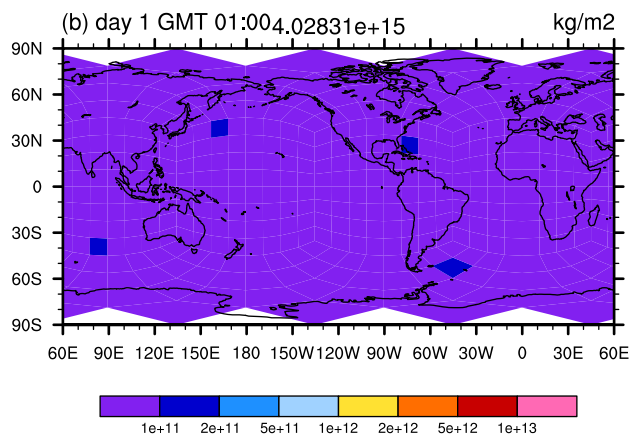 (b) day 1 GMT 01:00 4.02831e+15 kg/m2
90N
60N
30N
0
30S
60S
90S
60E 90E 120E 150E 180 150W 120W 90W 60W 30W 0 30E 60E
1e+11 2e+11 5e+11 1e+12 2e+12 5e+12 1e+13